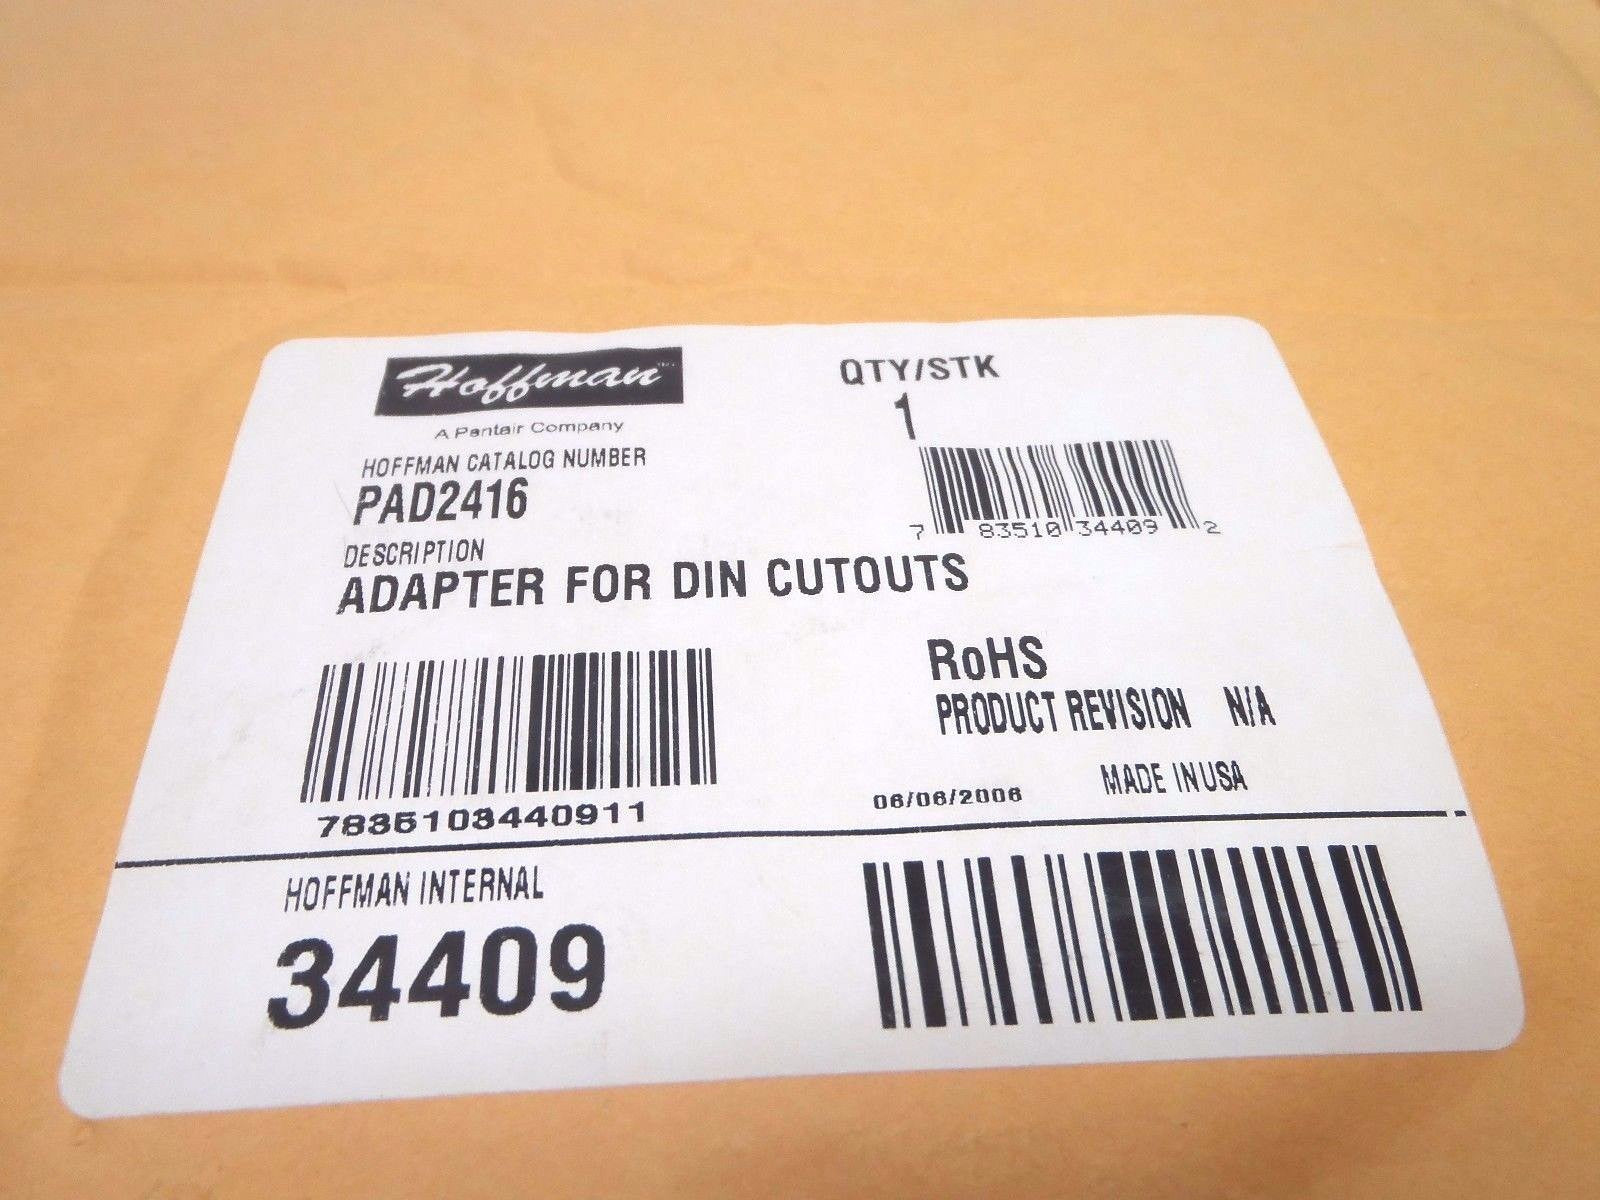 Hoffman™
A Pentair Company
QTY/STK
1
HOFFMAN CATALOG NUMBER
PAD2416
7 83510 34409 2
DESCRIPTION
ADAPTER FOR DIN CUTOUTS
RoHS
PRODUCT REVISION N/A
MADE IN USA
06/06/2006
7835103440911
HOFFMAN INTERNAL
34409